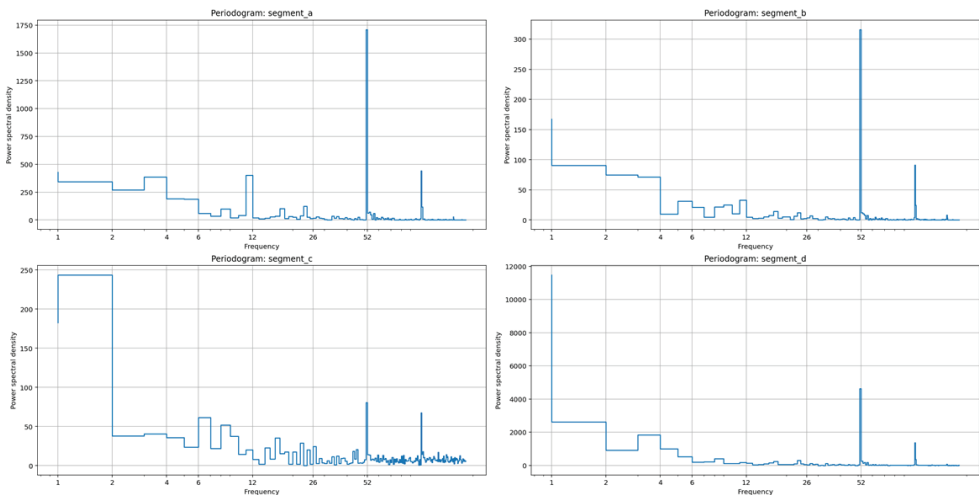 Periodogram: segment_a
Power spectral density
1750
1500
1250
1000
750
500
250
0
1 2 4 6 12 26 52
Frequency
Periodogram: segment_b
Power spectral density
300
250
200
150
100
50
0
1 2 4 6 12 26 52
Frequency
Periodogram: segment_c
Power spectral density
250
200
150
100
50
0
1 2 4 6 12 26 52
Frequency
Periodogram: segment_d
Power spectral density
12000
10000
8000
6000
4000
2000
0
1 2 4 6 12 26 52
Frequency